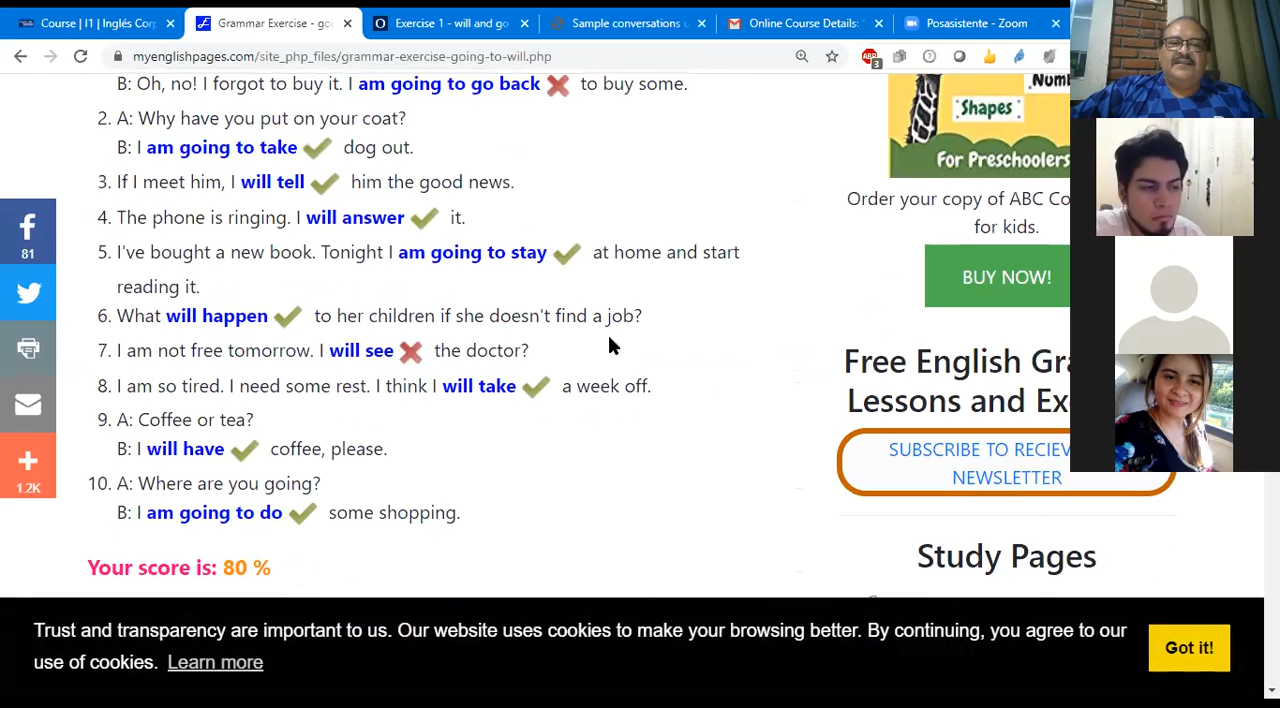 Course | I1 | Inglés Cor
Grammar Exercise - go
Exercise 1 - will and go
Sample conversations u
Online Course Details:
Posasistente - Zoom
myenglishpages.com/site_php_files/grammar-exercise-going-to-will.php
3
B: Oh, no! I forgot to buy it. I am going to go back to buy some.
2. A: Why have you put on your coat?
B: I am going to take dog out.
3. If I meet him, I will tell him the good news.
4. The phone is ringing. I will answer it.
5. I've bought a new book. Tonight I am going to stay at home and start
reading it.
6. What will happen to her children if she doesn't find a job?
7. I am not free tomorrow. I will see the doctor?
8. I am so tired. I need some rest. I think I will take a week off.
9. A: Coffee or tea?
B: I will have coffee, please.
10. A: Where are you going?
B: I am going to do some shopping.
Your score is: 80 %
81
1.2K
Num
Shapes
For Preschoolers
Order your copy of ABC Co
for kids.
BUY NOW!
Free English Gra
Lessons and Ex
SUBSCRIBE TO RECIEV
NEWSLETTER
Study Pages
Trust and transparency are important to us. Our website uses cookies to make your browsing better. By continuing, you agree to our
use of cookies. Learn more
Got it!